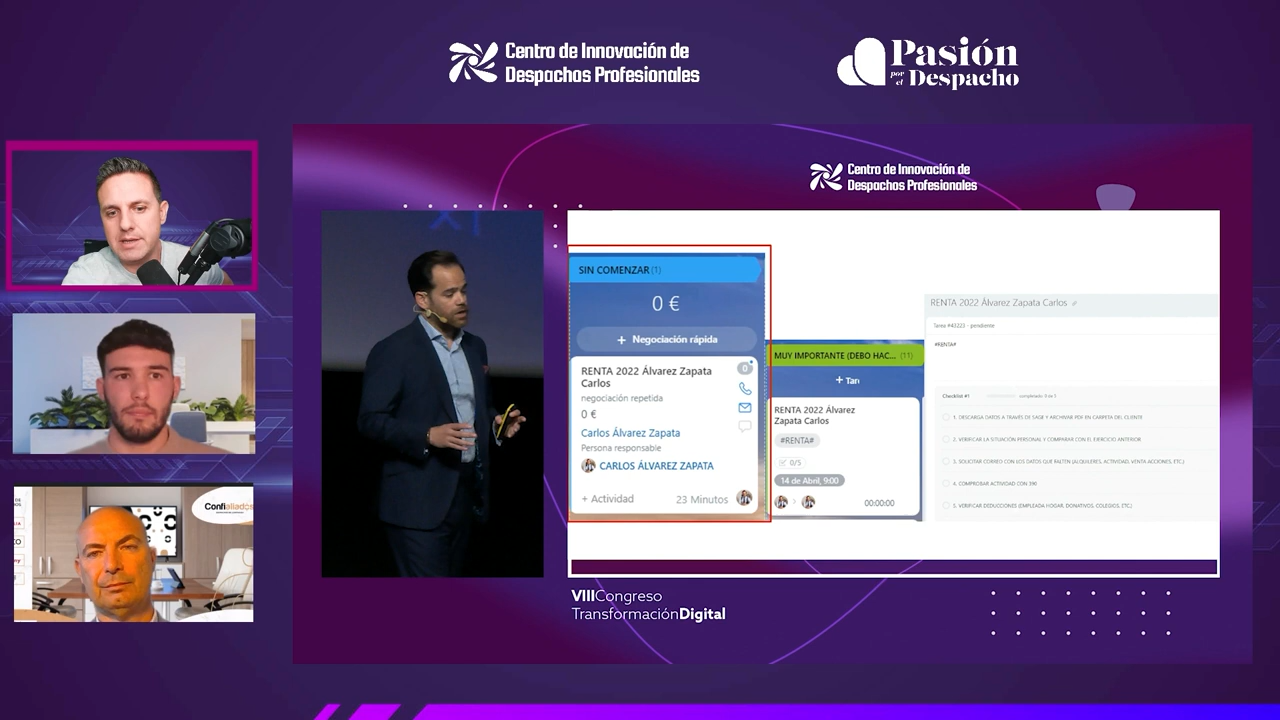 Centro de Innovación de
Despachos Profesionales
Pasión
por el Despacho
Centro de Innovación de
Despachos Profesionales
SIN COMENZAR (1)
0 €
+ Negociación rápida
RENTA 2022 Álvarez Zapata
Carlos
0
negociación repetida
0 €
Carlos Álvarez Zapata
Persona responsable
CARLOS ÁLVAREZ ZAPATA
+ Actividad 23 Minutos
MUY IMPORTANTE (DEBO HAC... (11)
+ Tar
RENTA 2022 Álvarez
Zapata Carlos
#RENTA#
0/5
14 de Abril, 9:00
00:00:00
RENTA 2022 Álvarez Zapata Carlos
Tarea #43223 - pendiente
#RENTA#
Checklist #1
1. DESCARGA DATOS A TRAVÉS DE SAGE Y ARCHIVAR PDF EN CARPETA DEL CLIENTE
2. VERIFICAR LA SITUACIÓN PERSONAL Y COMPARAR CON EL EJERCICIO ANTERIOR
3. SOLICITAR CORREO CON LOS DATOS QUE FALTEN (ALQUILERES, ACTIVIDAD, VENTA ACCIONES, ETC.)
4. COMPROBAR ACTIVIDAD CON 390
5. VERIFICAR DEDUCCIONES (EMPLEADA HOGAR, DONATIVOS, COLEGIOS, ETC.)
Confialiados
VIIICongreso
TransformaciónDigital